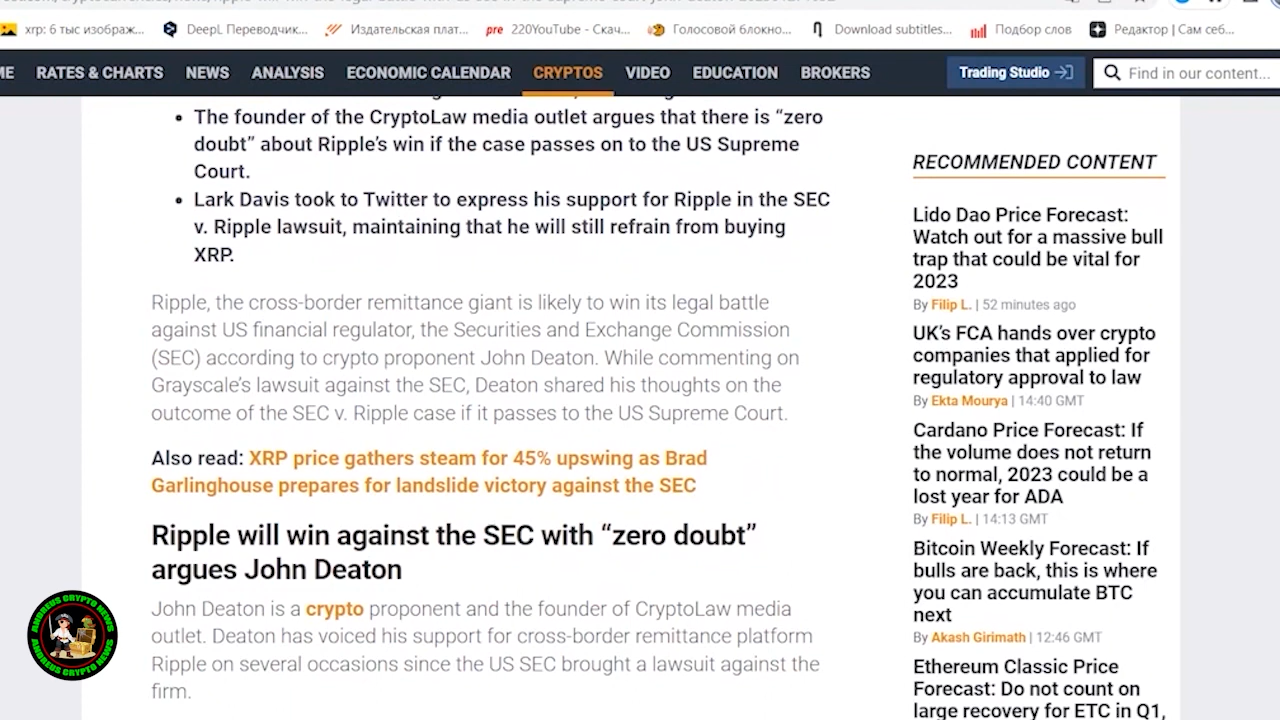 хrp: 6 тыс изображ...
DeepL Переводчик...
Издательская плат...
pre 220YouTube - Скач...
Голосовой блокно...
Download subtitles...
Подбор слов
Редактор | Сам себ...
ME RATES & CHARTS NEWS ANALYSIS ECONOMIC CALENDAR CRYPTOS VIDEO EDUCATION BROKERS Trading Studio Find in our content...
The founder of the CryptoLaw media outlet argues that there is “zero
doubt” about Ripple’s win if the case passes on to the US Supreme
Court.
Lark Davis took to Twitter to express his support for Ripple in the SEC
v. Ripple lawsuit, maintaining that he will still refrain from buying
XRP.
Ripple, the cross-border remittance giant is likely to win its legal battle
against US financial regulator, the Securities and Exchange Commission
(SEC) according to crypto proponent John Deaton. While commenting on
Grayscale’s lawsuit against the SEC, Deaton shared his thoughts on the
outcome of the SEC v. Ripple case if it passes to the US Supreme Court.
Also read: XRP price gathers steam for 45% upswing as Brad
Garlinghouse prepares for landslide victory against the SEC
Ripple will win against the SEC with “zero doubt”
argues John Deaton
John Deaton is a crypto proponent and the founder of CryptoLaw media
outlet. Deaton has voiced his support for cross-border remittance platform
Ripple on several occasions since the US SEC brought a lawsuit against the
firm.
RECOMMENDED CONTENT
Lido Dao Price Forecast:
Watch out for a massive bull
trap that could be vital for
2023
By Filip L. | 52 minutes ago
UK’s FCA hands over crypto
companies that applied for
regulatory approval to law
By Ekta Mourya | 14:40 GMT
Cardano Price Forecast: If
the volume does not return
to normal, 2023 could be a
lost year for ADA
By Filip L. | 14:13 GMT
Bitcoin Weekly Forecast: If
bulls are back, this is where
you can accumulate BTC
next
By Akash Girimath | 12:46 GMT
Ethereum Classic Price
Forecast: Do not count on
large recovery for ETC in Q1,
ANDREUS CRYPTO NEWS
ANDREUS CRYPTO NEWS